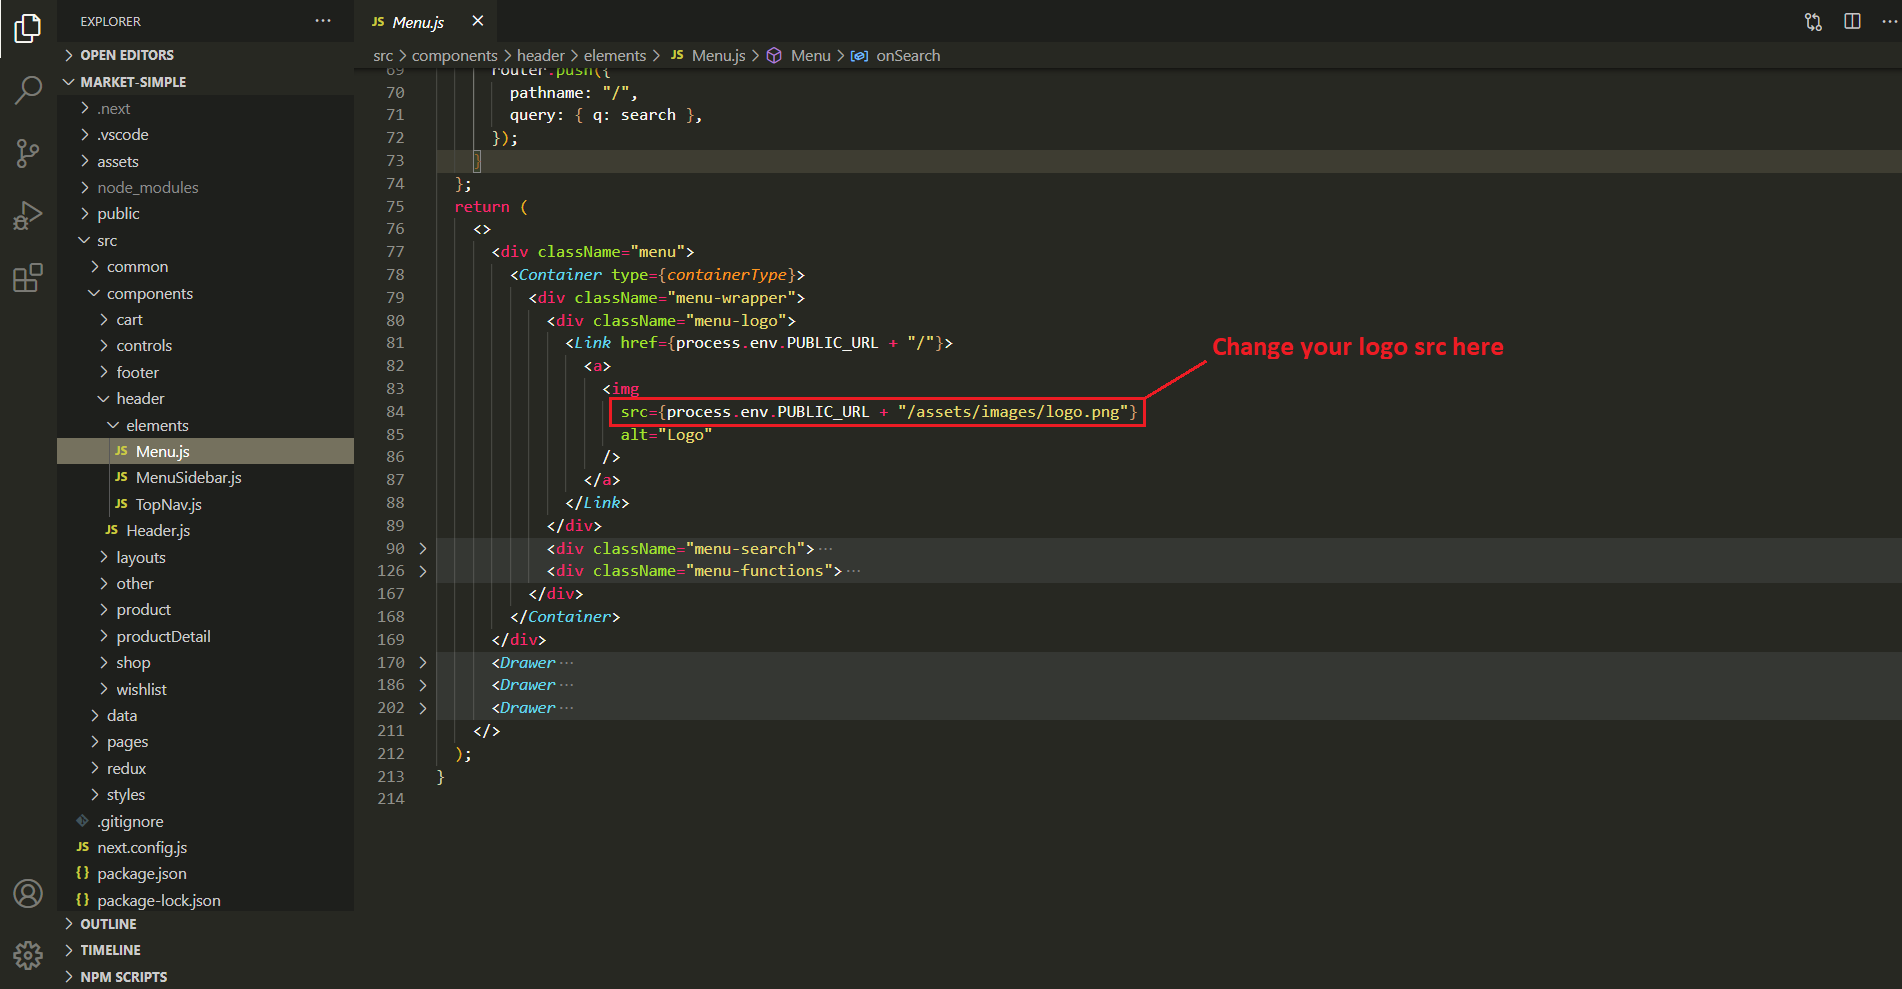 EXPLORER
OPEN EDITORS
MARKET-SIMPLE
.next
.vscode
assets
node_modules
public
src
common
components
cart
controls
footer
header
elements
JS Menu.js
JS MenuSidebar.js
JS TopNav.js
JS Header.js
layouts
other
product
productDetail
shop
wishlist
data
pages
redux
styles
.gitignore
JS next.config.js
{} package.json
{} package-lock.json
OUTLINE
TIMELINE
NPM SCRIPTS
JS Menu.js
src > components > header > elements > JS Menu.js > Menu > onSearch
69 router.push({
70 pathname: "/",
71 query: { q: search },
72 });
73 }
74 };
75 return (
76 <>
77 <div className="menu">
78 <Container type={containerType}>
79 <div className="menu-wrapper">
80 <div className="menu-logo">
81 <Link href={process.env.PUBLIC_URL + "/"}>
82 <a>
83 <img
84 src={process.env.PUBLIC_URL + "/assets/images/logo.png"}
85 alt="Logo"
86 />
87 </a>
88 </Link>
89 </div>
90 <div className="menu-search">···
126 <div className="menu-functions">···
167 </div>
168 </Container>
169 </div>
170 <Drawer···
186 <Drawer···
202 <Drawer···
211 </>
212 );
213 }
214
Change your logo src here